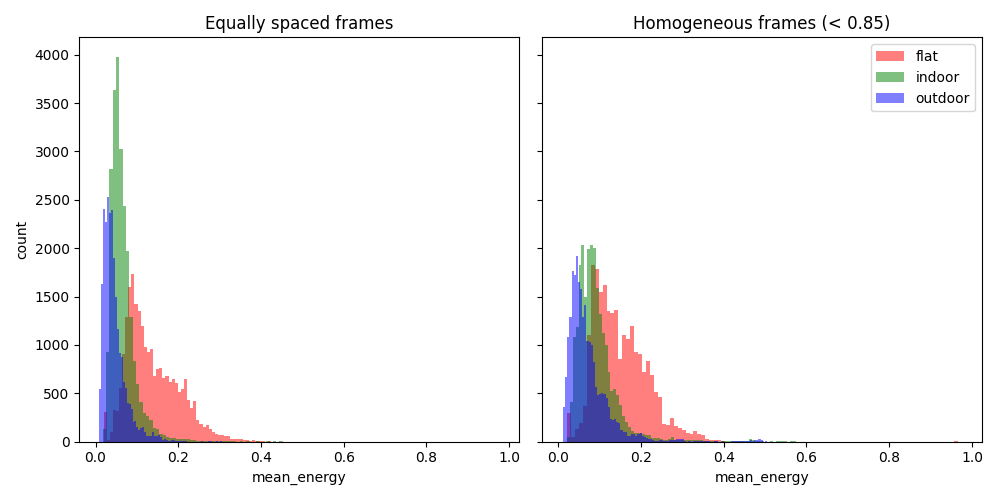 Equally spaced frames
Homogeneous frames (< 0.85)
flat
indoor
outdoor
4000
3500
3000
2500
2000
1500
1000
500
0
count
0.0 0.2 0.4 0.6 0.8 1.0
0.0 0.2 0.4 0.6 0.8 1.0
mean_energy
mean_energy